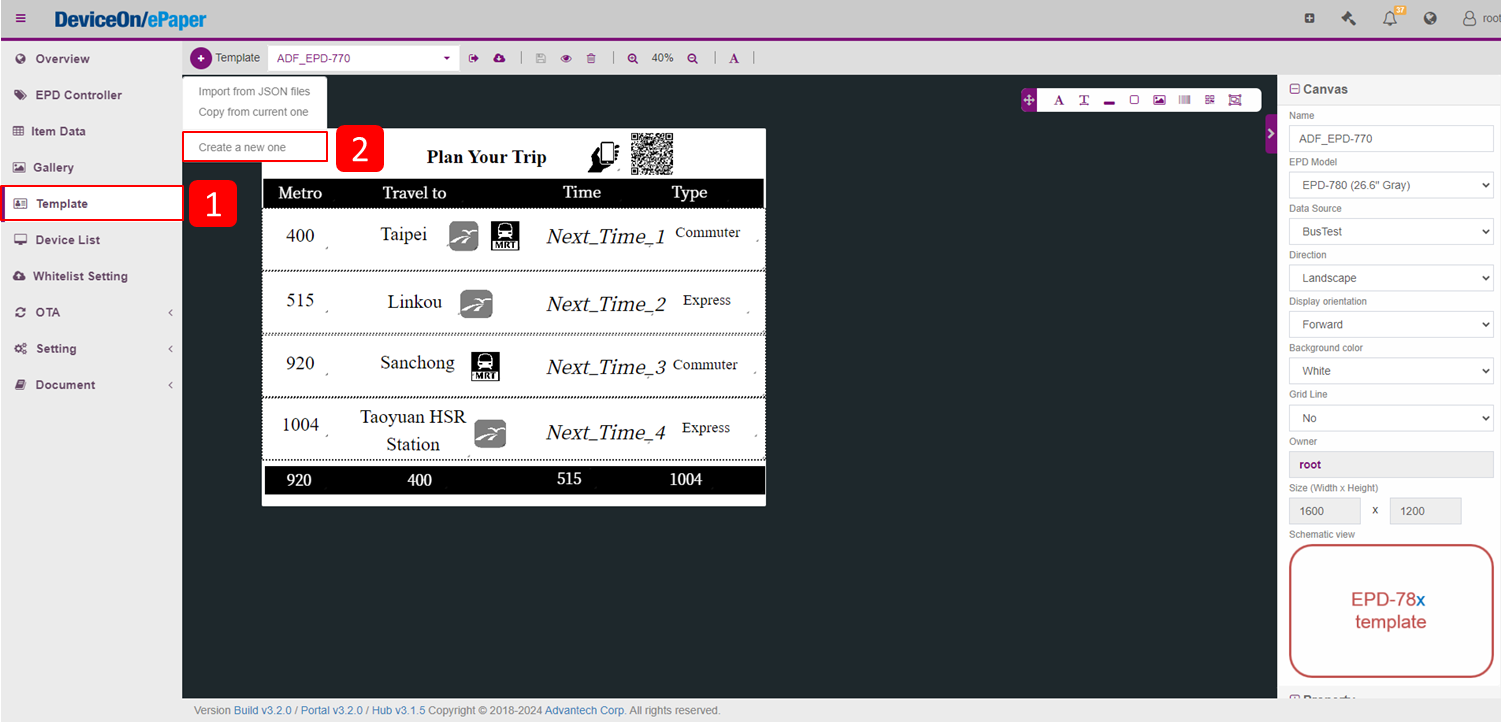 DeviceOn/ePaper
37
root
Overview
EPD Controller
Item Data
Gallery
Template
Device List
Whitelist Setting
OTA
Setting
Document
Template
ADF_EPD-770
40%
A
Import from JSON files
Copy from current one
Create a new one
1
2
A T
Plan Your Trip
Metro Travel to Time Type
400 Taipei MRT Next_Time_1 Commuter
515 Linkou Next_Time_2 Express
920 Sanchong MRT Next_Time_3 Commuter
1004 Taoyuan HSR
Station Next_Time_4 Express
920 400 515 1004
Canvas
Name
ADF_EPD-770
EPD Model
EPD-780 (26.6" Gray)
Data Source
BusTest
Direction
Landscape
Display orientation
Forward
Background color
White
Grid Line
No
Owner
root
Size (Width x Height)
1600 x 1200
Schematic view
EPD-78x
template
Property
Version Build v3.2.0 / Portal v3.2.0 / Hub v3.1.5 Copyright © 2018-2024 Advantech Corp. All rights reserved.